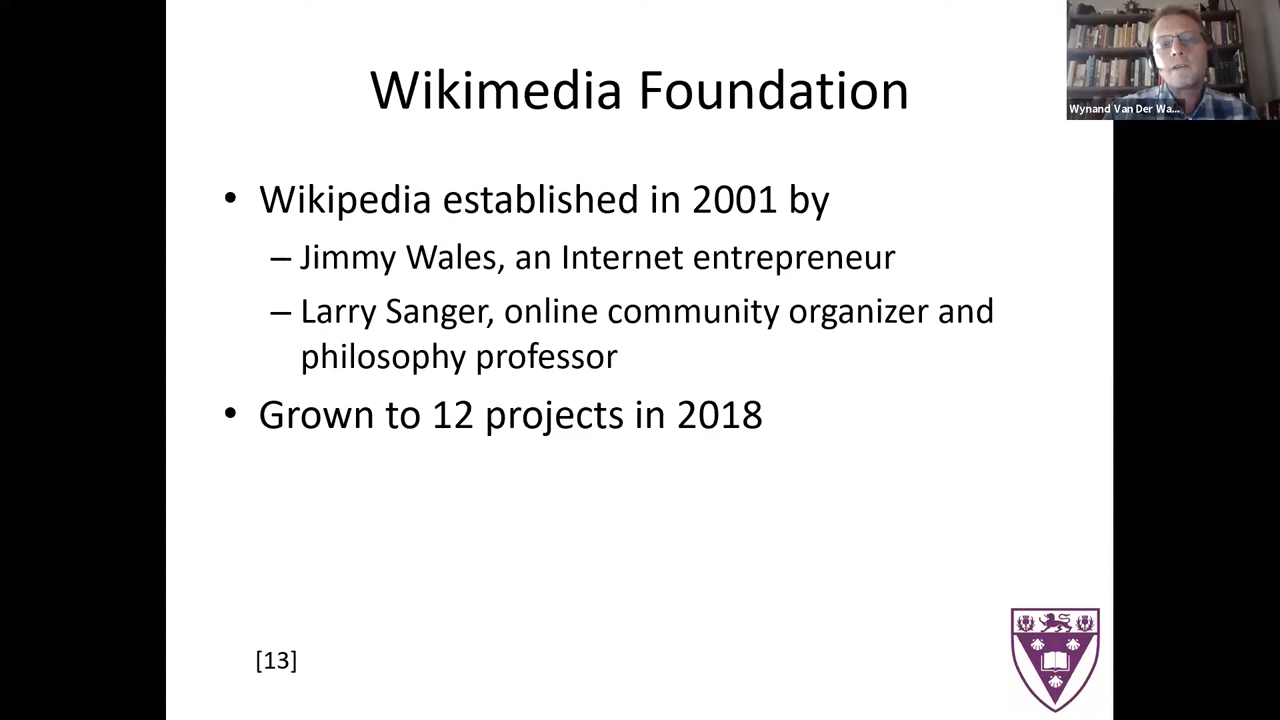 Wikimedia Foundation
Wynand Van Der Wa...
• Wikipedia established in 2001 by
– Jimmy Wales, an Internet entrepreneur
– Larry Sanger, online community organizer and
philosophy professor
• Grown to 12 projects in 2018
[13]